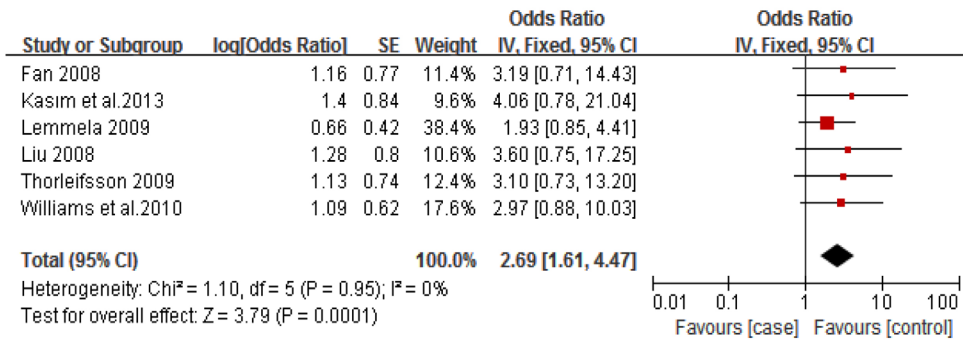 Odds Ratio Odds Ratio
Study or Subgroup log[Odds Ratio] SE Weight IV, Fixed, 95% CI IV, Fixed, 95% CI
Fan 2008 1.16 0.77 11.4% 3.19 [0.71, 14.43]
Kasım et al.2013 1.4 0.84 9.6% 4.06 [0.78, 21.04]
Lemmela 2009 0.66 0.42 38.4% 1.93 [0.85, 4.41]
Liu 2008 1.28 0.8 10.6% 3.60 [0.75, 17.25]
Thorleifsson 2009 1.13 0.74 12.4% 3.10 [0.73, 13.20]
Williams et al.2010 1.09 0.62 17.6% 2.97 [0.88, 10.03]
Total (95% CI) 100.0% 2.69 [1.61, 4.47]
Heterogeneity: Chi² = 1.10, df = 5 (P = 0.95); I² = 0%
Test for overall effect: Z = 3.79 (P = 0.0001)
0.01 0.1 1 10 100
Favours [case] Favours [control]